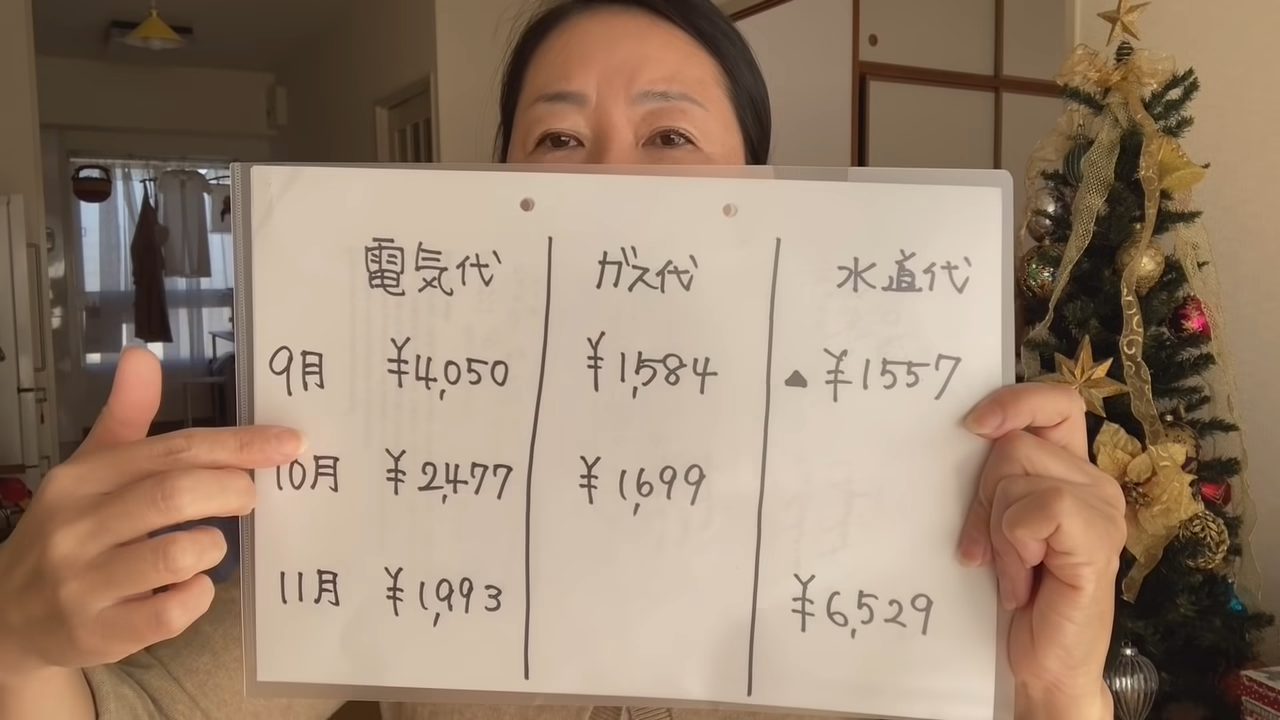 電気代 ガス代 水道代
9月 ¥4,050 ¥1,584 ▲¥1557
10月 ¥2,477 ¥1,699
11月 ¥1,993 ¥6,529